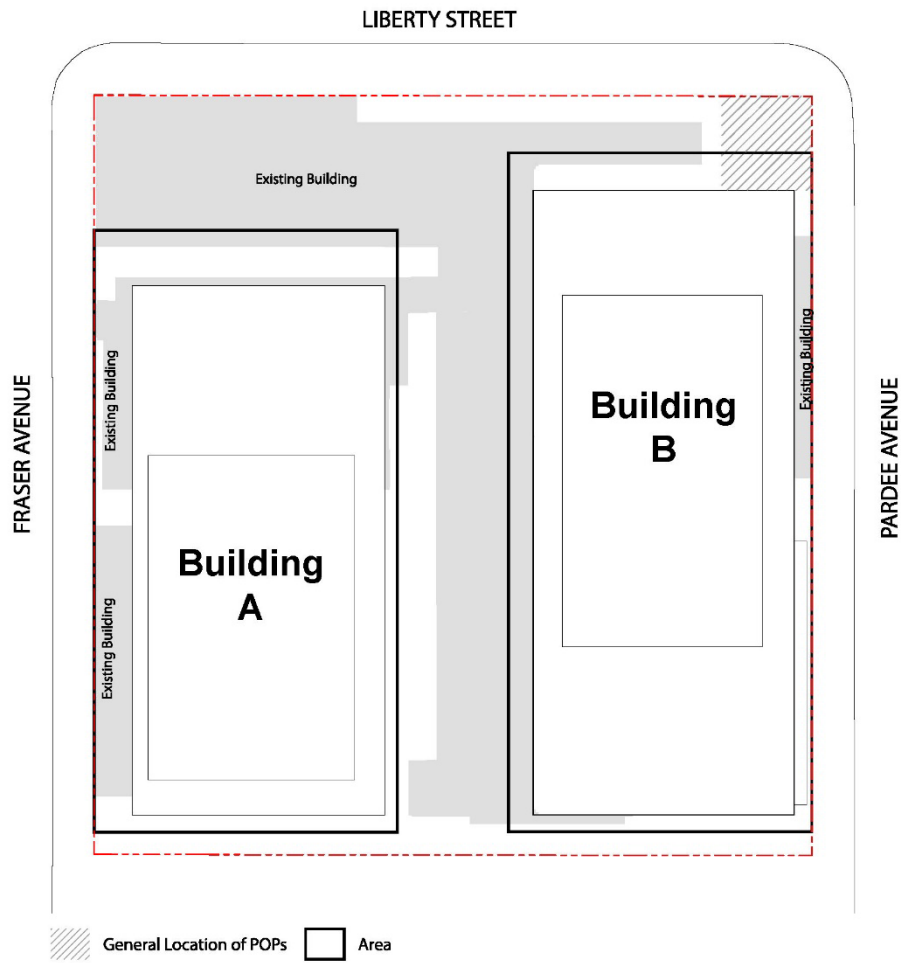 LIBERTY STREET
Existing Building
Existing Building
Existing Building
Existing Building
FRASER AVENUE
PARDEE AVENUE
Building
A
Building
B
General Location of POPs
Area